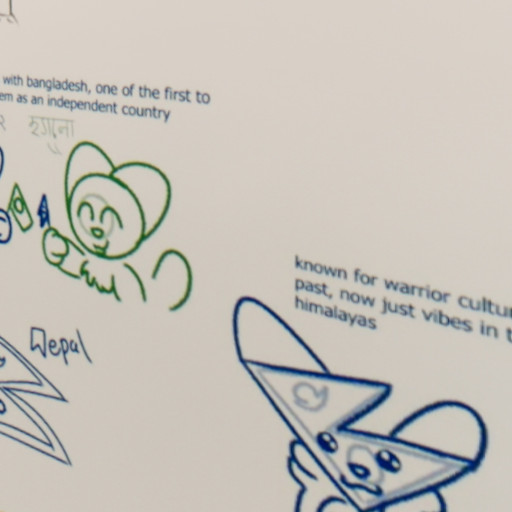 with bangladesh, one of the first to
em as an independent country
Nepal
known for warrior cultu
past, now just vibes in t
himalayas